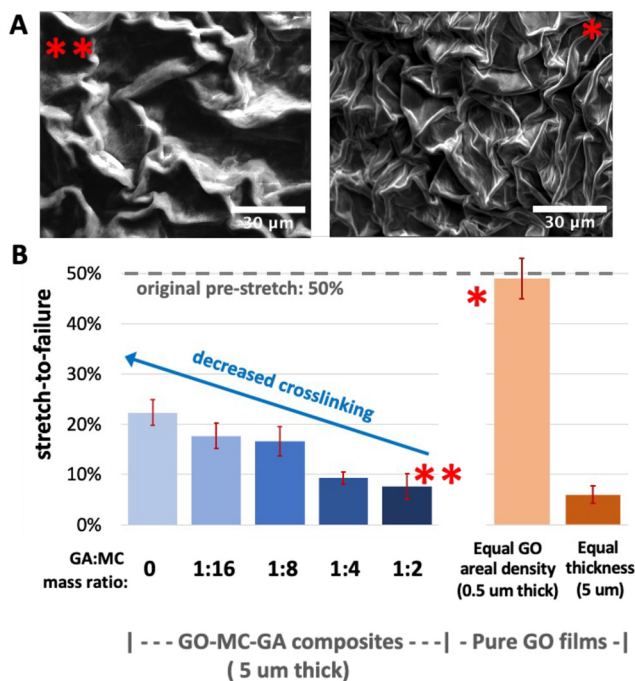 A
* *
*
30 μm
30 μm
B
50%
original pre-stretch: 50%
*
40%
30%
decreased crosslinking
20%
10%
* *
0%
stretch-to-failure
GA:MC
mass ratio:
0
1:16
1:8
1:4
1:2
Equal GO
areal density
(0.5 um thick)
Equal
thickness
(5 um)
| - - - GO-MC-GA composites - - - |
( 5 um thick)
- Pure GO films -|